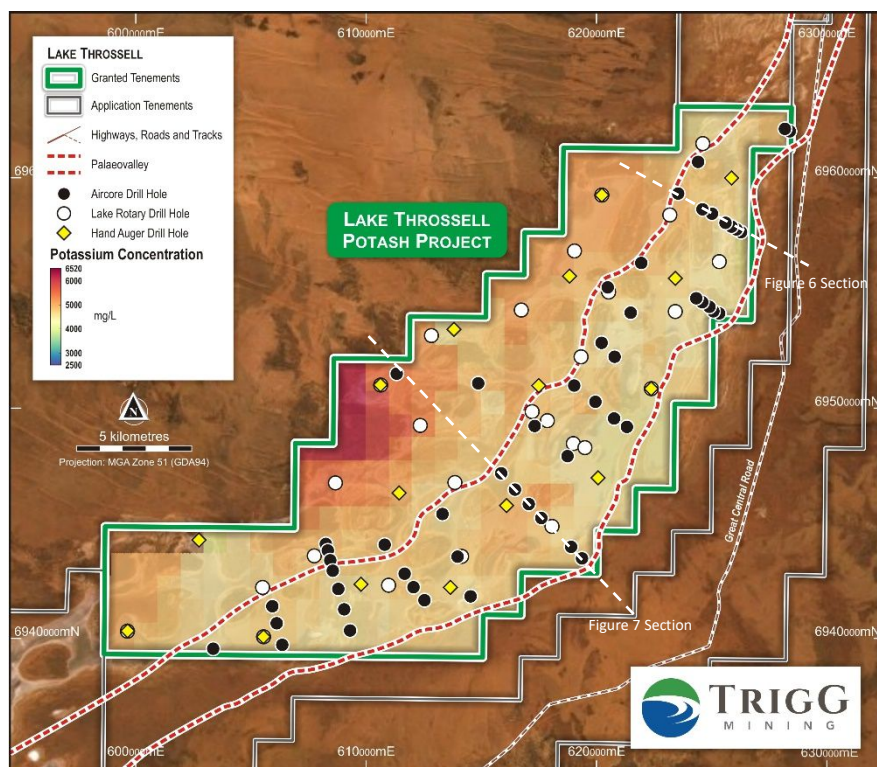 600000mE
610000mE
620000mE
630000mE
LAKE THROSSELL
Granted Tenements
Application Tenements
Highways, Roads and Tracks
Palaeovalley
Aircore Drill Hole
Lake Rotary Drill Hole
Hand Auger Drill Hole
Potassium Concentration
6520
6000
5000
mg/L
4000
3000
2500
696
6960000mN
LAKE THROSSELL
POTASH PROJECT
Figure 6 Section
N
5 kilometres
Projection: MGA Zone 51 (GDA94)
6950000mN
Great Central Road
6940000mN
6940000mN
Figure 7 Section
TRIGG
MINING
600000mE
610000mE
620000mE
630000mE